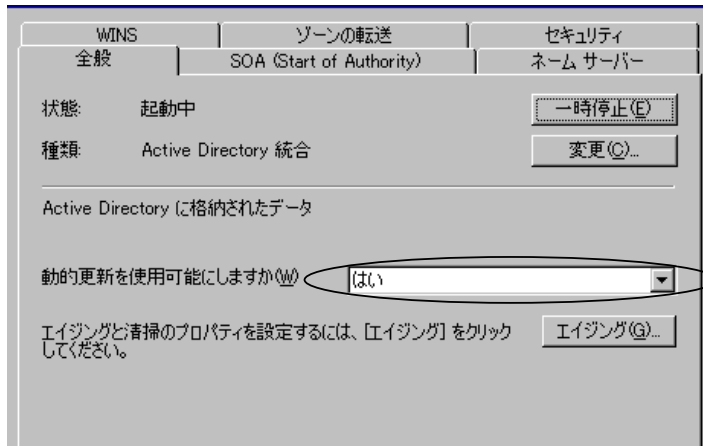 WINS
ゾーンの転送
セキュリティ
全般
SOA (Start of Authority)
ネーム サーバー
状態:
起動中
一時停止(E)
種類:
Active Directory 統合
変更(C)...
Active Directory に格納されたデータ
動的更新を使用可能にしますか(W)
はい
エイジングと清掃のプロパティを設定するには、[エイジング] をクリック
してください。
エイジング(G)...